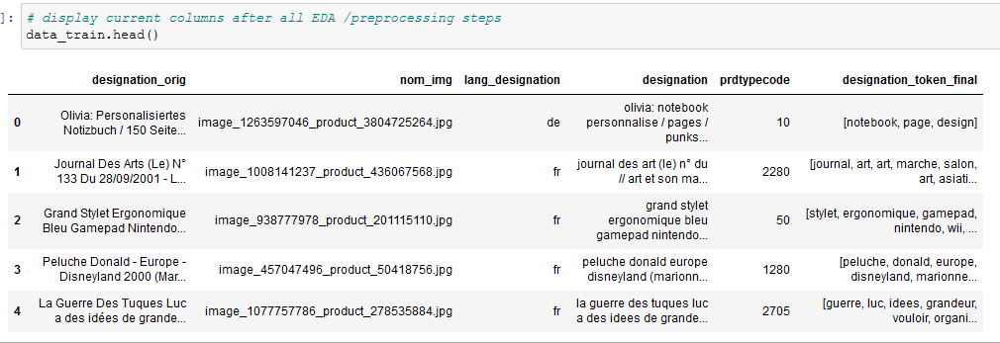 ]: # display current columns after all EDA /preprocessing steps
data_train.head()
designation_orig nom_img lang_designation designation prdtypecode designation_token_final
0 Olivia: Personalisiertes Notizbuch / 150 Seite... image_1263597046_product_3804725264.jpg de olivia: notebook personnalise / pages / punks... 10 [notebook, page, design]
1 Journal Des Arts (Le) N° 133 Du 28/09/2001 - L... image_1008141237_product_436067568.jpg fr journal des art (le) n° du // art et son ma... 2280 [journal, art, art, marche, salon, art, asiati...
2 Grand Stylet Ergonomique Bleu Gamepad Nintendo... image_938777978_product_201115110.jpg fr grand stylet ergonomique bleu gamepad nintendo... 50 [stylet, ergonomique, gamepad, nintendo, wii, ...
3 Peluche Donald - Europe - Disneyland 2000 (Mar... image_457047496_product_50418756.jpg fr peluche donald europe disneyland (marionn... 1280 [peluche, donald, europe, disneyland, marionne...
4 La Guerre Des Tuques Luc a des idées de grande... image_1077757786_product_278535884.jpg fr la guerre des tuques luc a des idees de grande... 2705 [guerre, luc, idees, grandeur, vouloir, organi...